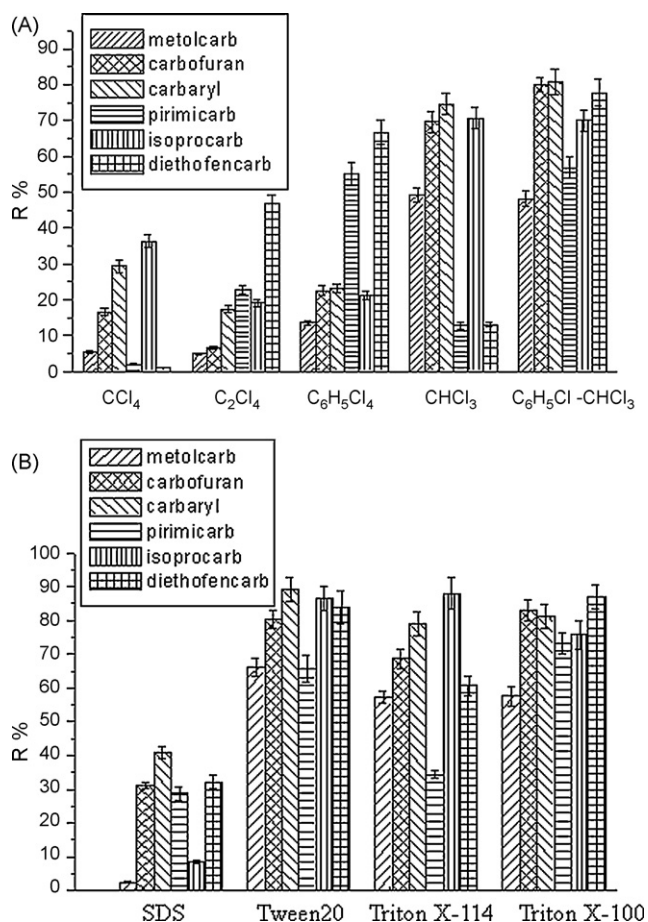 (A)
metolcarb
carbofuran
carbaryl
pirimicarb
isoprocarb
diethofencarb
90
80
70
60
50
40
30
20
10
0
R %
CCl₄
C₂Cl₄
C₆H₅Cl₄
CHCl₃
C₆H₅Cl -CHCl₃
(B)
metolcarb
carbofuran
carbaryl
pirimicarb
isoprocarb
diethofencarb
100
90
80
70
60
50
40
30
20
10
0
R %
SDS
Tween20
Triton X-114
Triton X-100